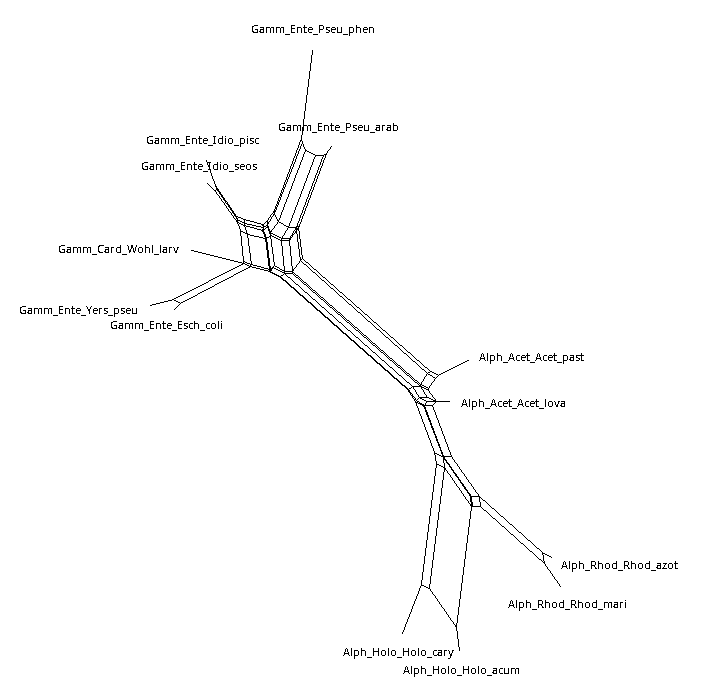 Gamm_Ente_Pseu_phen
Gamm_Ente_Pseu_arab
Gamm_Ente_Idio_pisc
Gamm_Ente_Idio_seos
Gamm_Card_Wohl_larv
Gamm_Ente_Yers_pseu
Gamm_Ente_Esch_coli
Alph_Acet_Acet_past
Alph_Acet_Acet_lova
Alph_Rhod_Rhod_azot
Alph_Rhod_Rhod_mari
Alph_Holo_Holo_cary
Alph_Holo_Holo_acum